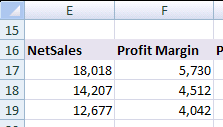 E F
15
16 NetSales Profit Margin P
17 18,018 5,730
18 14,207 4,512
19 12,677 4,042